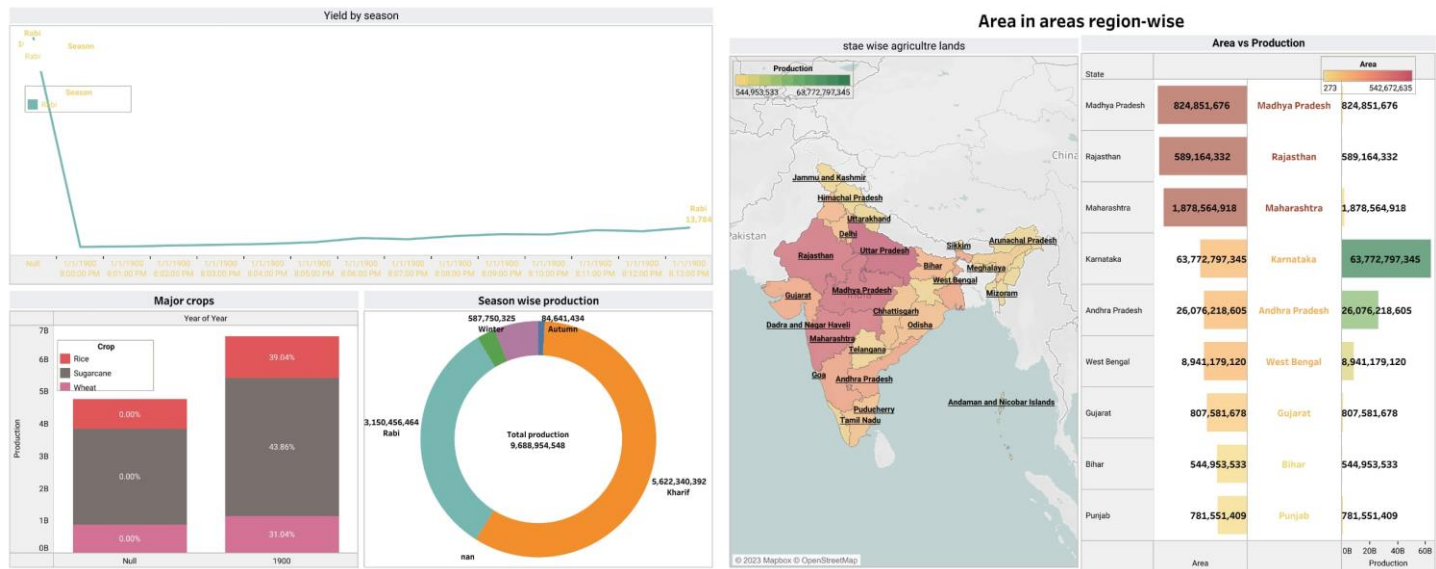 Yield by season
Rabi
1/
Rabi
Season
Season
Rabi
Rabi
13,784
Null
1/1/1900 8:00:00 PM
1/1/1900 8:01:00 PM
1/1/1900 8:02:00 PM
1/1/1900 8:03:00 PM
1/1/1900 8:04:00 PM
1/1/1900 8:05:00 PM
1/1/1900 8:06:00 PM
1/1/1900 8:07:00 PM
1/1/1900 8:08:00 PM
1/1/1900 8:09:00 PM
1/1/1900 8:10:00 PM
1/1/1900 8:11:00 PM
1/1/1900 8:12:00 PM
1/1/1900 8:13:00 PM
Major crops
Year of Year
Production
7B
6B
5B
4B
3B
2B
1B
0B
Crop
Rice
Sugarcane
Wheat
0.00%
0.00%
0.00%
39.04%
43.86%
31.04%
Null
1900
Season wise production
587,750,325
Winter
84,641,434
Autumn
3,150,456,464
Rabi
Total production
9,688,954,548
5,622,340,392
Kharif
nan
Area in areas region-wise
stae wise agricultre lands
Production
544,953,533 63,772,797,345
China
Pakistan
India
Jammu and Kashmir
Himachal Pradesh
Uttarakhand
Delhi
Rajasthan
Uttar Pradesh
Sikkim
Arunachal Pradesh
Bihar
Meghalaya
West Bengal
Mizoram
Gujarat
Madhya Pradesh
Chhattisgarh
Dadra and Nagar Haveli
Odisha
Maharashtra
Telangana
Goa
Andhra Pradesh
Andaman and Nicobar Islands
Puducherry
Tamil Nadu
© 2023 Mapbox © OpenStreetMap
Area vs Production
State
Area
273 542,672,635
Madhya Pradesh 824,851,676 Madhya Pradesh 824,851,676
Rajasthan 589,164,332 Rajasthan 589,164,332
Maharashtra 1,878,564,918 Maharashtra 1,878,564,918
Karnataka 63,772,797,345 Karnataka 63,772,797,345
Andhra Pradesh 26,076,218,605 Andhra Pradesh 26,076,218,605
West Bengal 8,941,179,120 West Bengal 8,941,179,120
Gujarat 807,581,678 Gujarat 807,581,678
Bihar 544,953,533 Bihar 544,953,533
Punjab 781,551,409 Punjab 781,551,409
0B 20B 40B 60B
Area Production